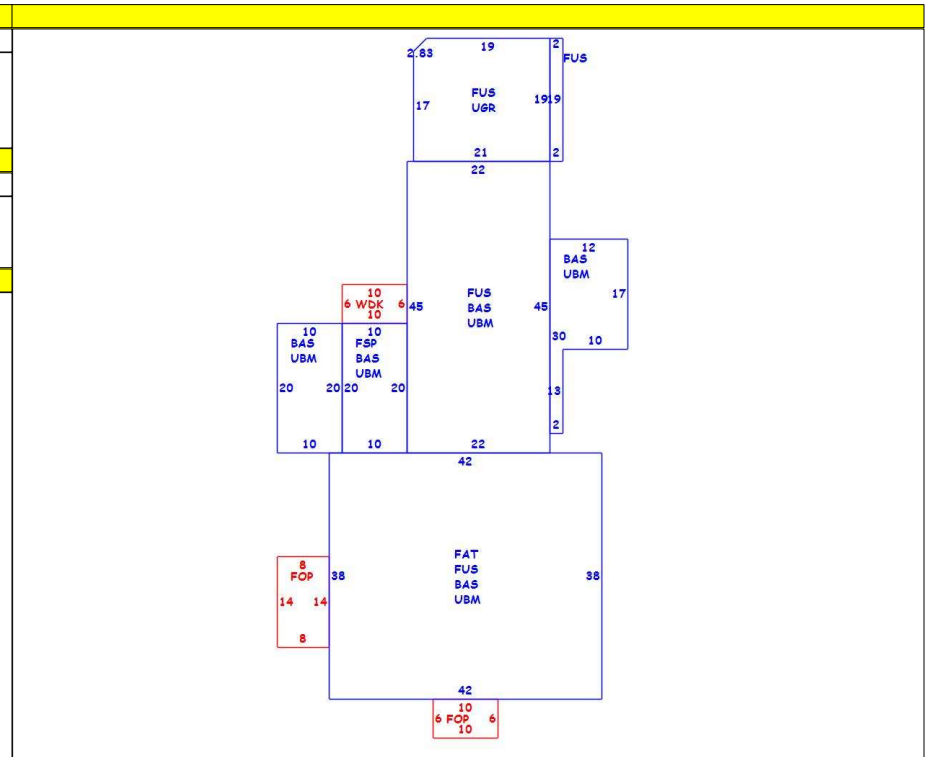 19 2
2.83 FUS
FUS
UGR
17 19 19
21 2
22
12
BAS
UBM
17
10
6 WDK 6
10
45 FUS 45
BAS
UBM
30 10
10 10
BAS FSP
UBM BAS
UBM
20 20 20 20
13
2
10 10 22
42
FAT
FUS
BAS
UBM
38 38
8
FOP
14 14
8
42
10
6 FOP 6
10